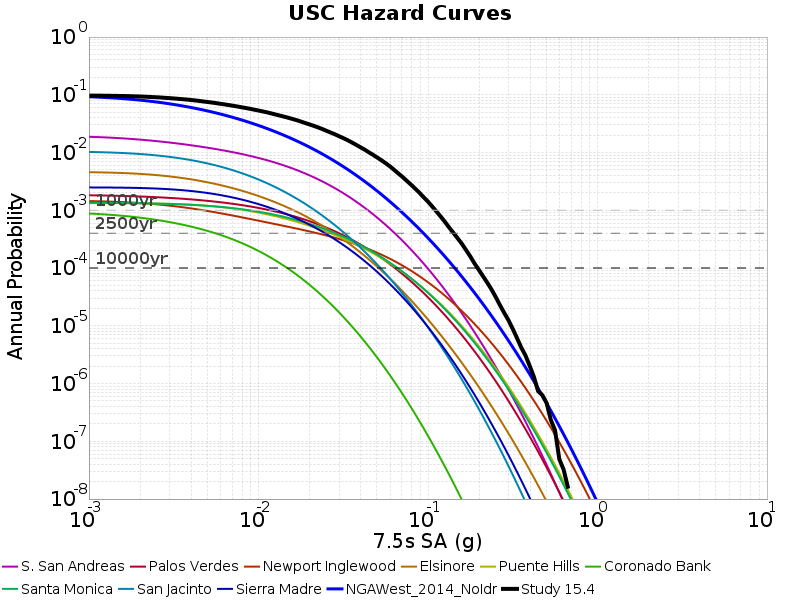 USC Hazard Curves
10^0
10^-1
10^-2
10^-3
10^-4
10^-5
10^-6
10^-7
10^-8
Annual Probability
1000yr
2500yr
10000yr
10^-3 10^-2 10^-1 10^0 10^1
7.5s SA (g)
S. San Andreas Palos Verdes Newport Inglewood Elsinore Puente Hills Coronado Bank
Santa Monica San Jacinto Sierra Madre NGAWest_2014_NoIdr Study 15.4